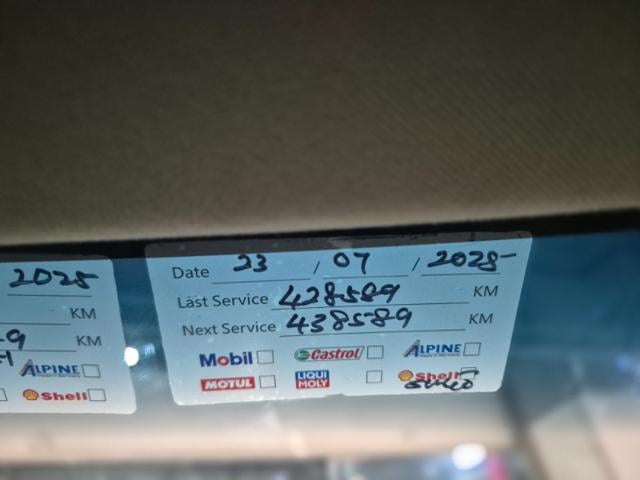 2025
KM
9
KM
ALPINE
Shell
Date 23 / 07 / 2025
Last Service 428589 KM
Next Service 438589 KM
Mobil Castrol ALPINE
MOTUL LIQUI MOLY Shell